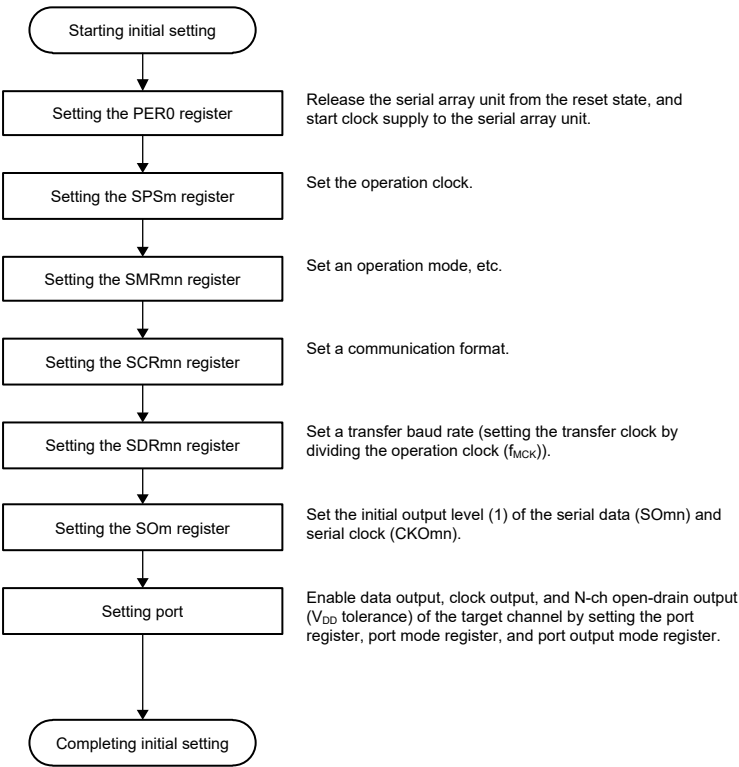 Starting initial setting
Setting the PER0 register
Release the serial array unit from the reset state, and
start clock supply to the serial array unit.
Setting the SPSm register
Set the operation clock.
Setting the SMRmn register
Set an operation mode, etc.
Setting the SCRmn register
Set a communication format.
Setting the SDRmn register
Set a transfer baud rate (setting the transfer clock by
dividing the operation clock (fMCK)).
Setting the SOm register
Set the initial output level (1) of the serial data (SOmn) and
serial clock (CKOmn).
Setting port
Enable data output, clock output, and N-ch open-drain output
(VDD tolerance) of the target channel by setting the port
register, port mode register, and port output mode register.
Completing initial setting